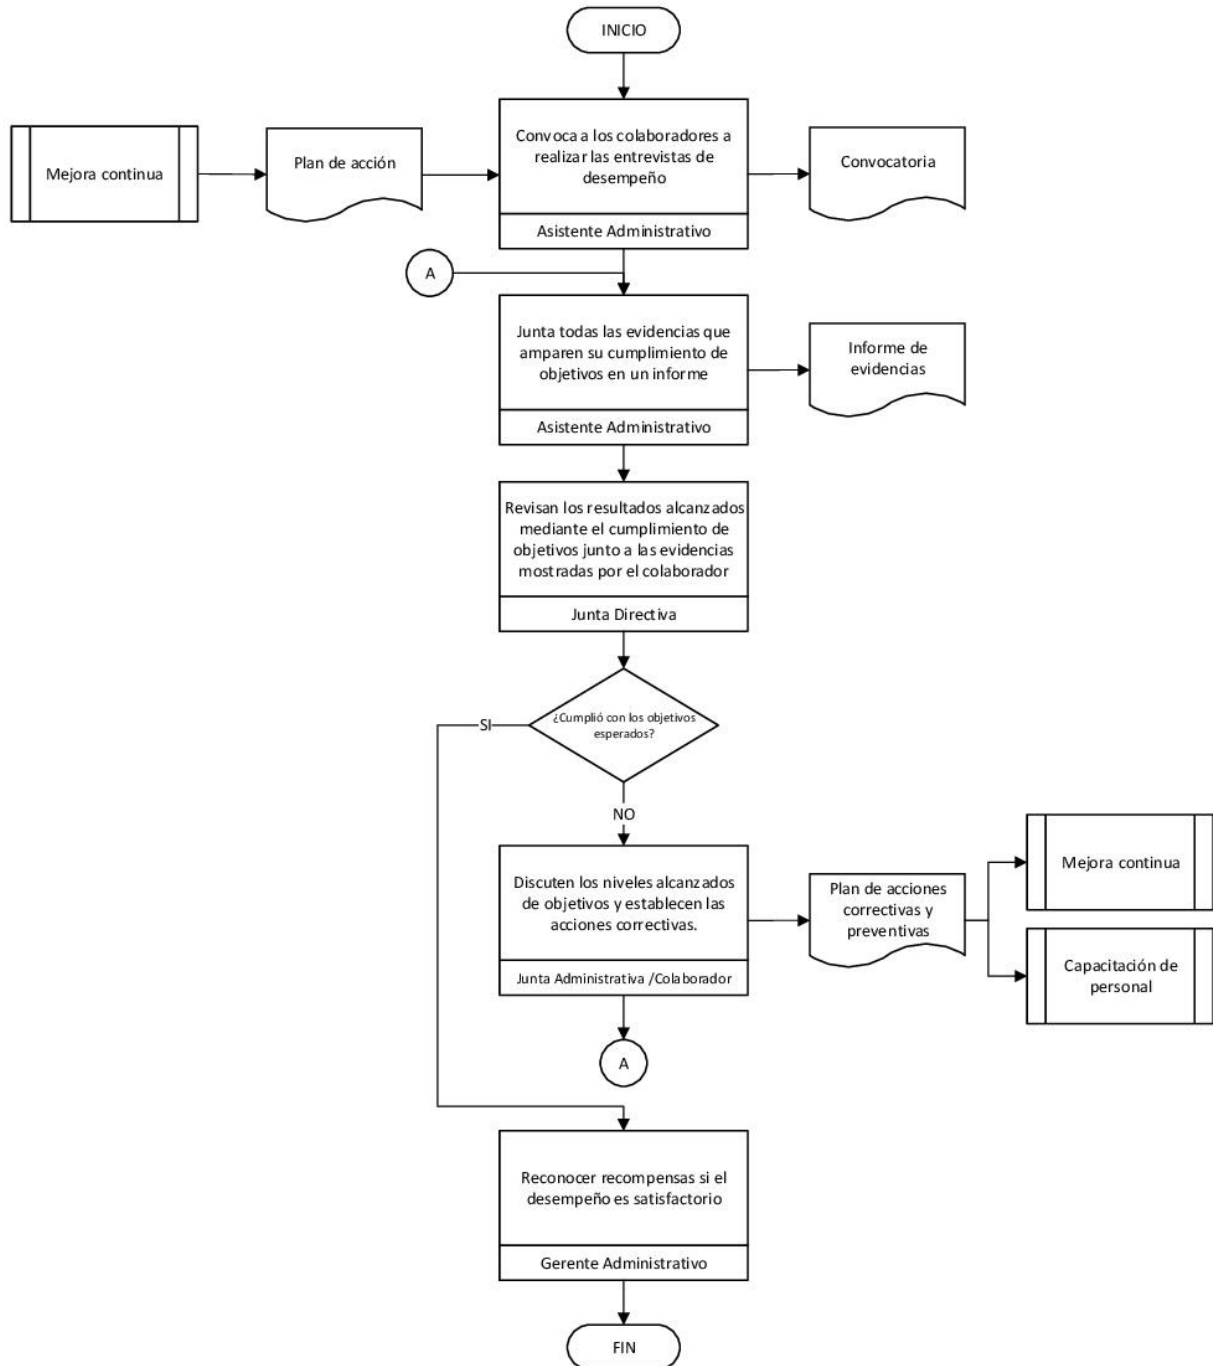 INICIO
Mejora continua
Plan de acción
Convoca a los colaboradores a
realizar las entrevistas de
desempeño
Asistente Administrativo
Convocatoria
A
Junta todas las evidencias que
amparen su cumplimiento de
objetivos en un informe
Asistente Administrativo
Informe de
evidencias
Revisan los resultados alcanzados
mediante el cumplimiento de
objetivos junto a las evidencias
mostradas por el colaborador
Junta Directiva
¿Cumplió con los objetivos
esperados?
SI
NO
Discuten los niveles alcanzados
de objetivos y establecen las
acciones correctivas.
Junta Administrativa /Colaborador
Plan de acciones
correctivas y
preventivas
Mejora continua
Capacitación de
personal
A
Reconocer recompensas si el
desempeño es satisfactorio
Gerente Administrativo
FIN